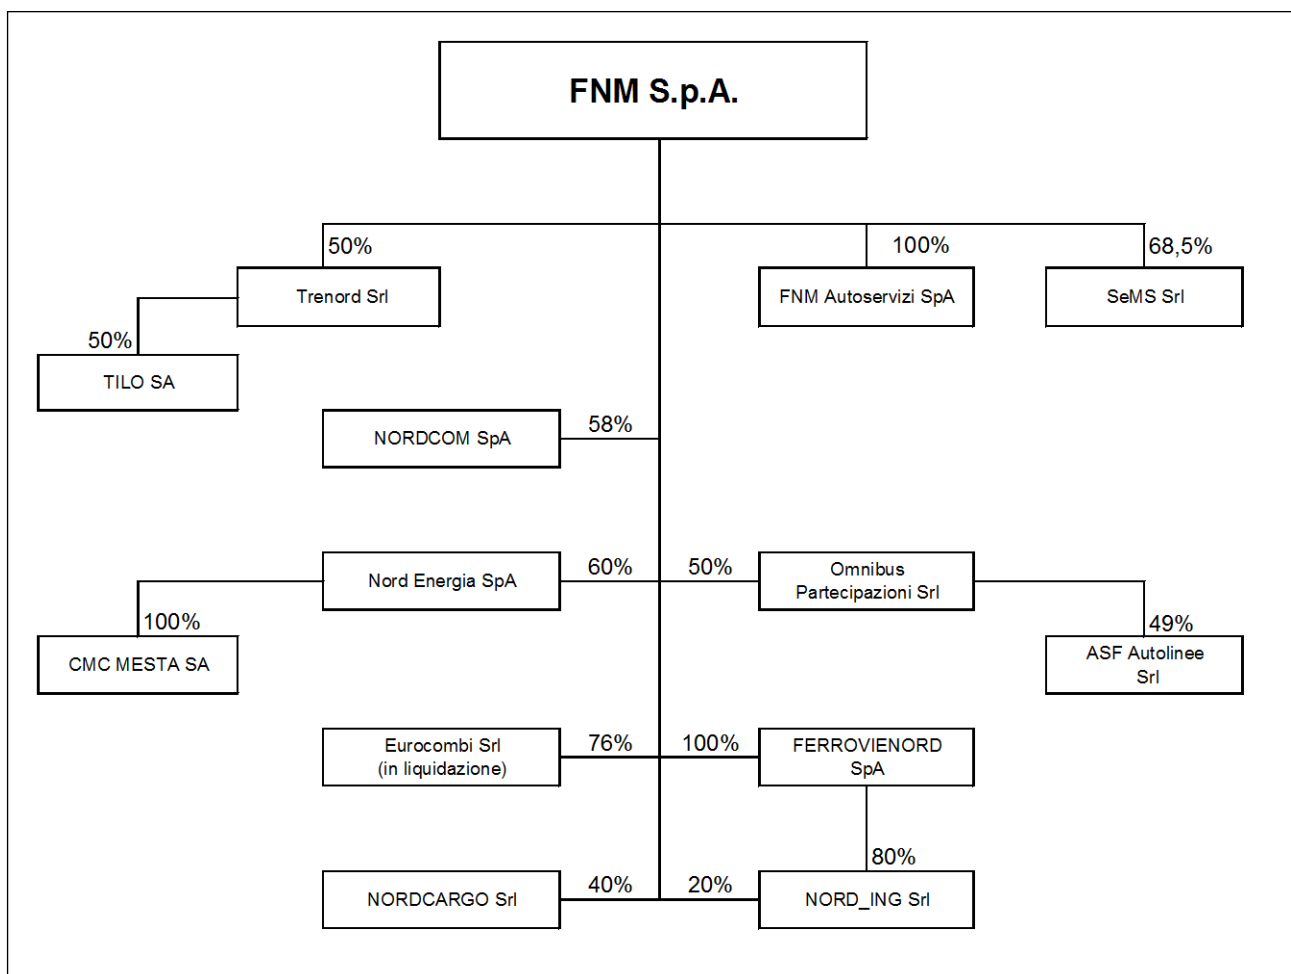 FNM S.p.A.
50%
100%
68,5%
Trenord Srl
FNM Autoservizi SpA
SeMS Srl
50%
TILO SA
NORDCOM SpA
58%
Nord Energia SpA
60%
50%
Omnibus
Partecipazioni Srl
100%
CMC MESTA SA
49%
ASF Autolinee
Srl
Eurocombi Srl
(in liquidazione)
76%
100%
FERROVIENORD
SpA
80%
NORDCARGO Srl
40%
20%
NORD_ING Srl